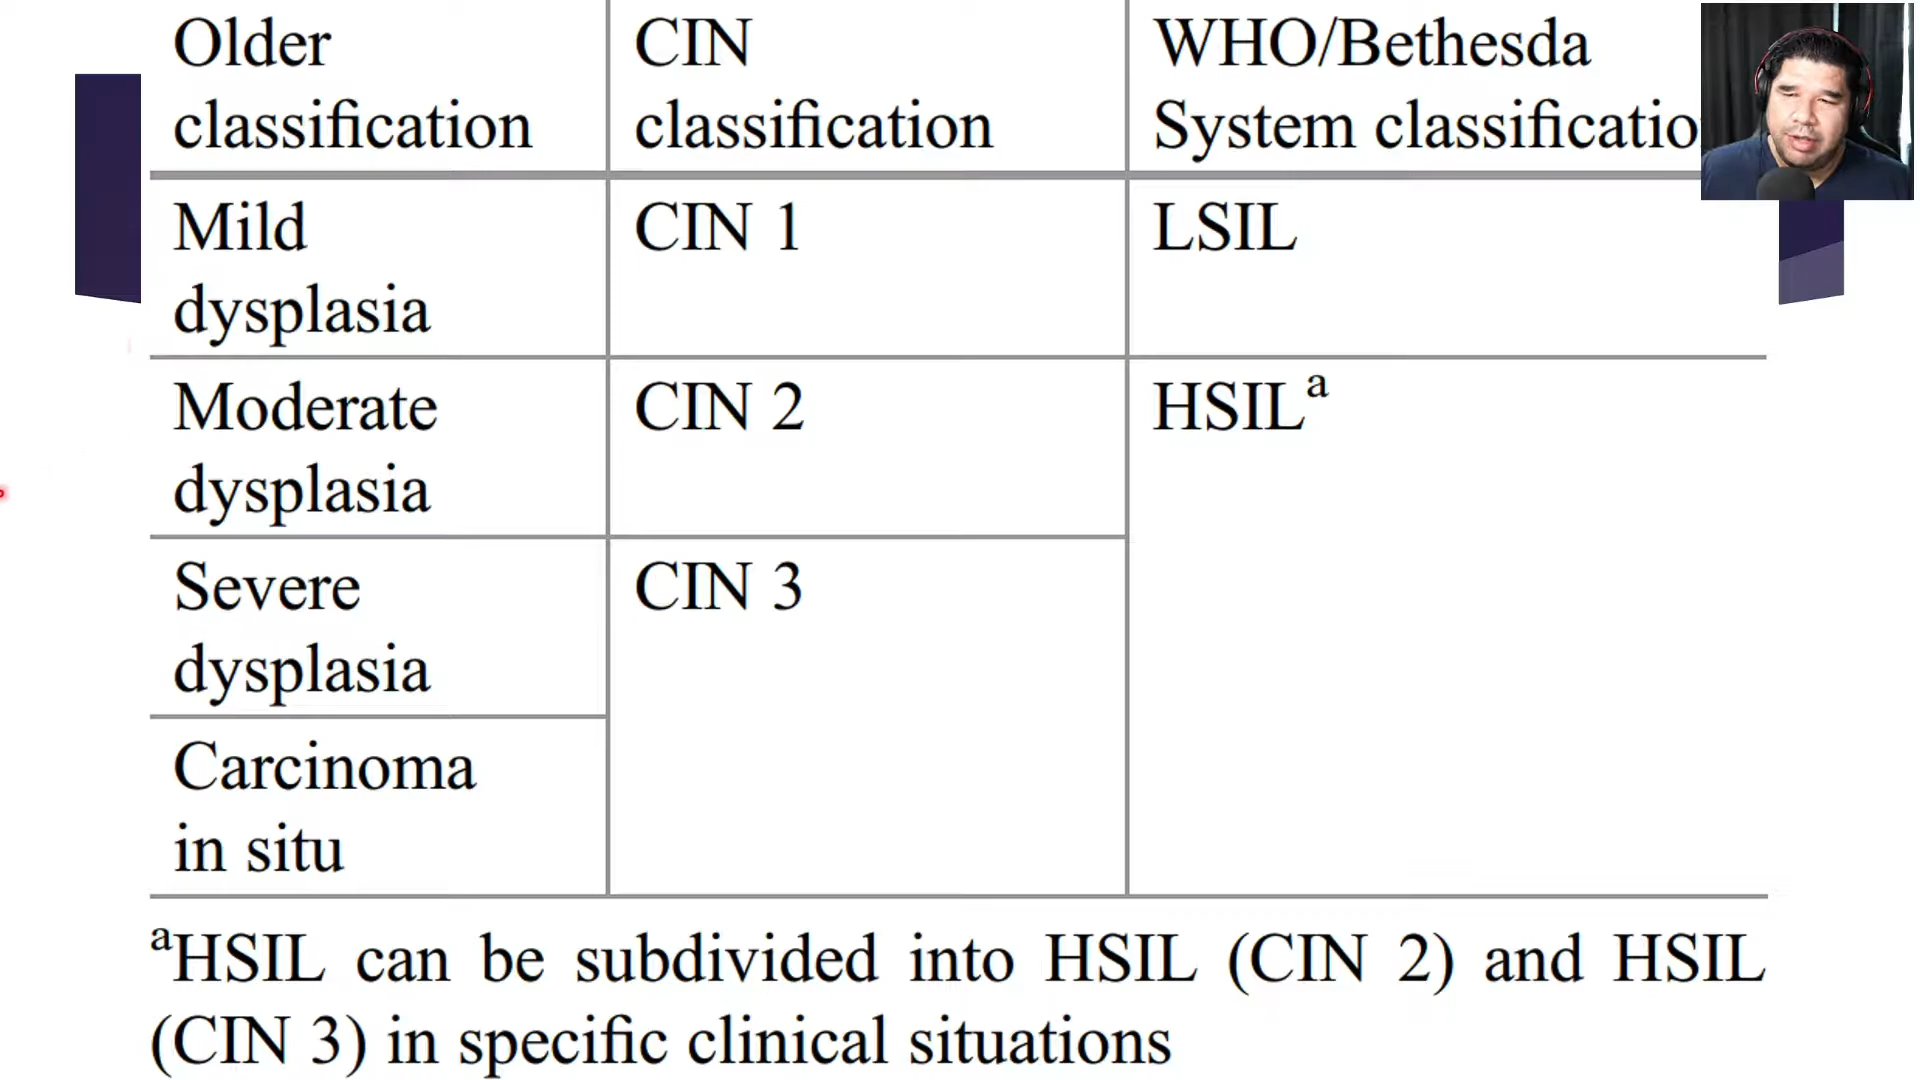 Older
classification
CIN
classification
WHO/Bethesda
System classificatio
Mild
dysplasia
CIN 1
LSIL
Moderate
dysplasia
CIN 2
HSILᵃ
Severe
dysplasia
CIN 3
Carcinoma
in situ
ᵃHSIL can be subdivided into HSIL (CIN 2) and HSIL
(CIN 3) in specific clinical situations